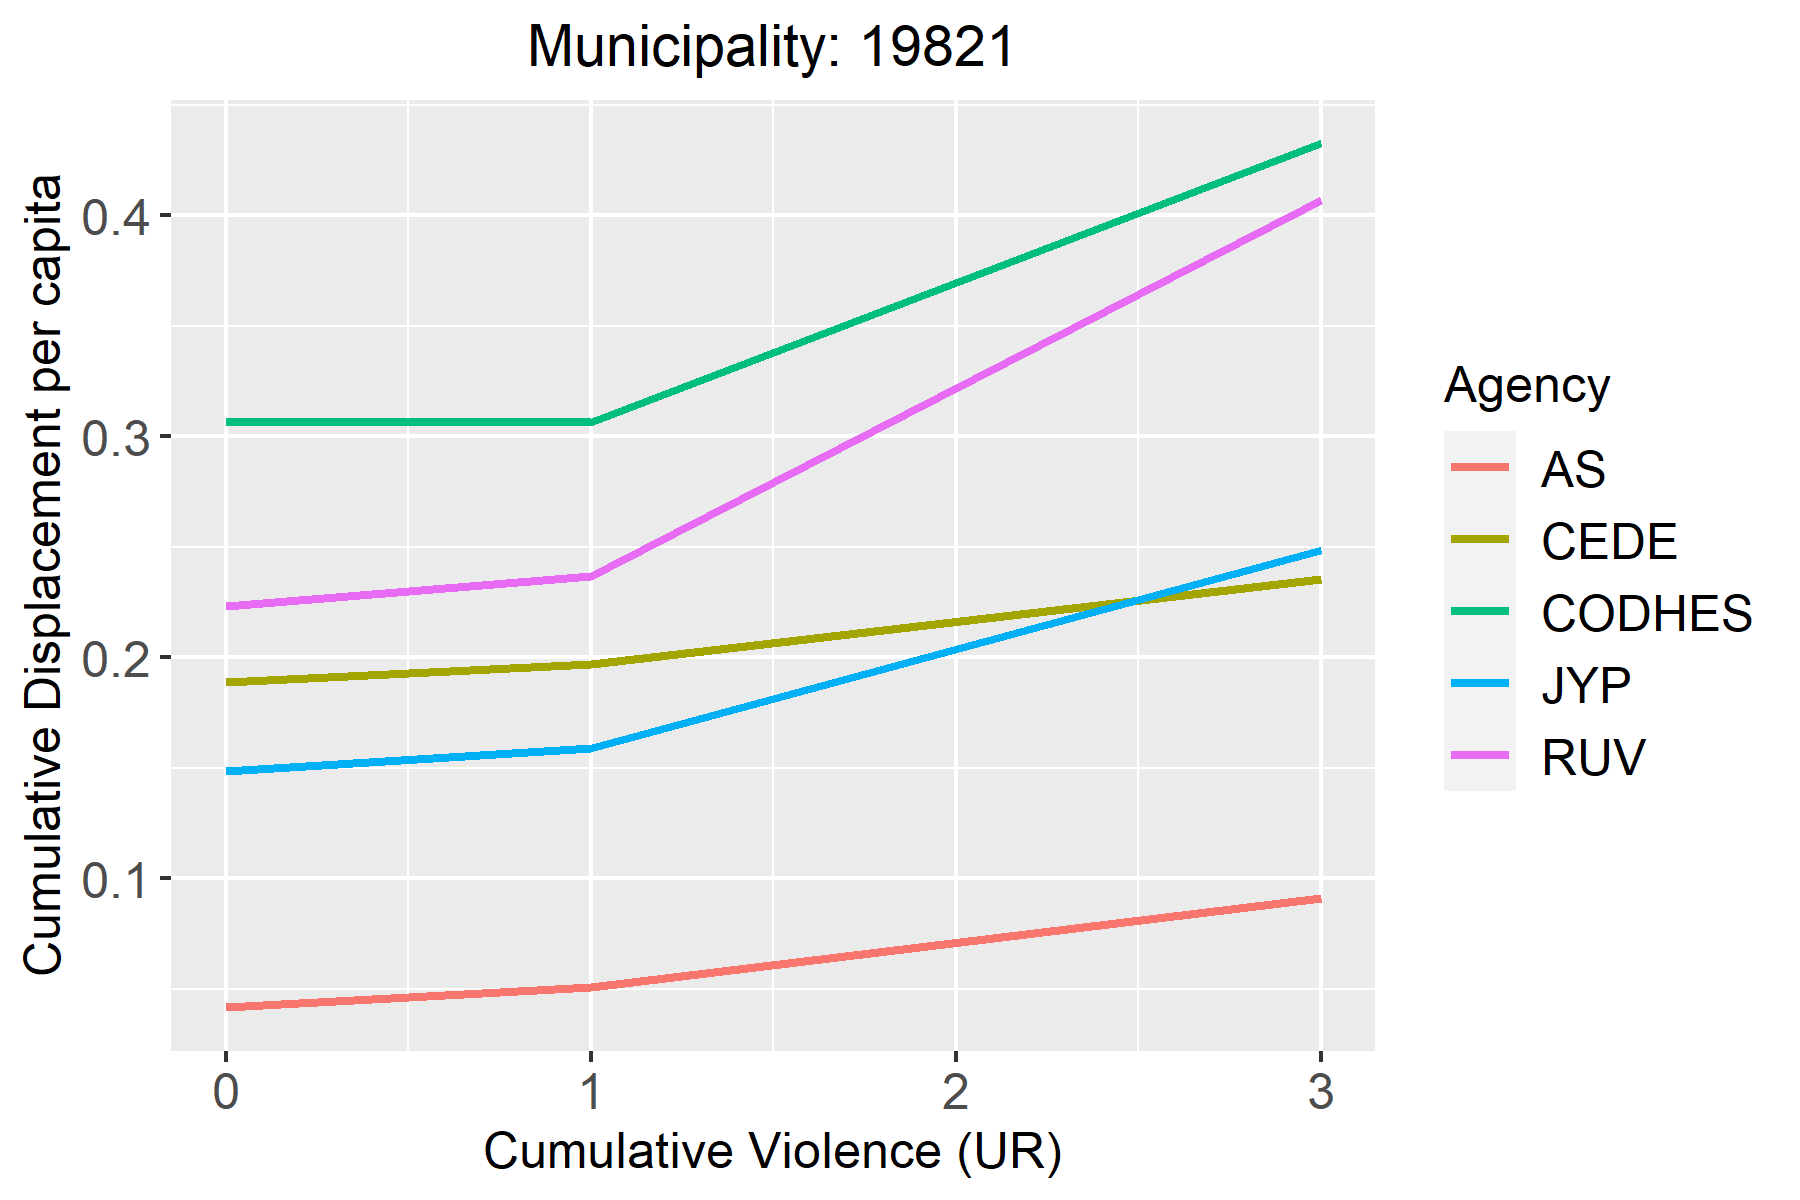 Municipality: 19821
Cumulative Displacement per capita
0.4
0.3
0.2
0.1
0
1
2
3
Cumulative Violence (UR)
Agency
AS
CEDE
CODHES
JYP
RUV